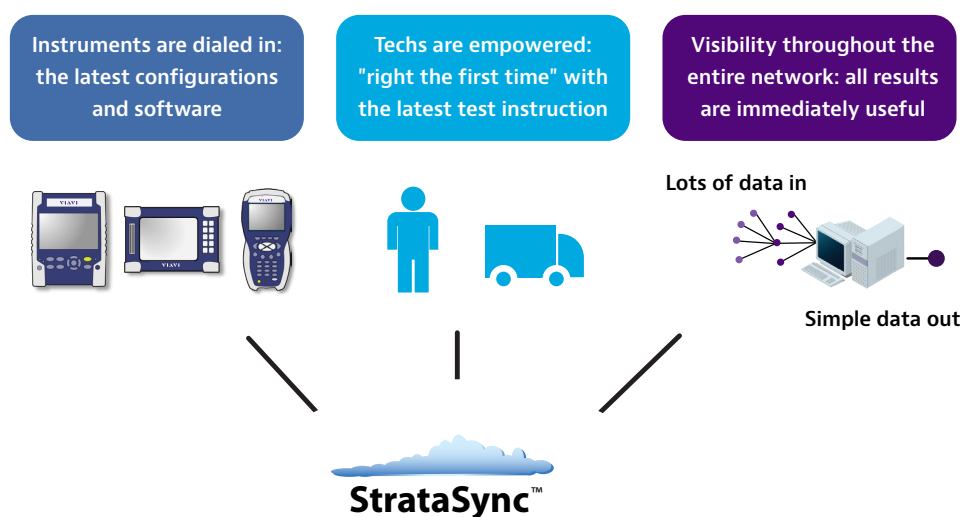 Instruments are dialed in:
the latest configurations
and software
Techs are empowered:
"right the first time" with
the latest test instruction
Visibility throughout the
entire network: all results
are immediately useful
VIAVI
VIAVI
VIAVI
Lots of data in
Simple data out
StrataSync™